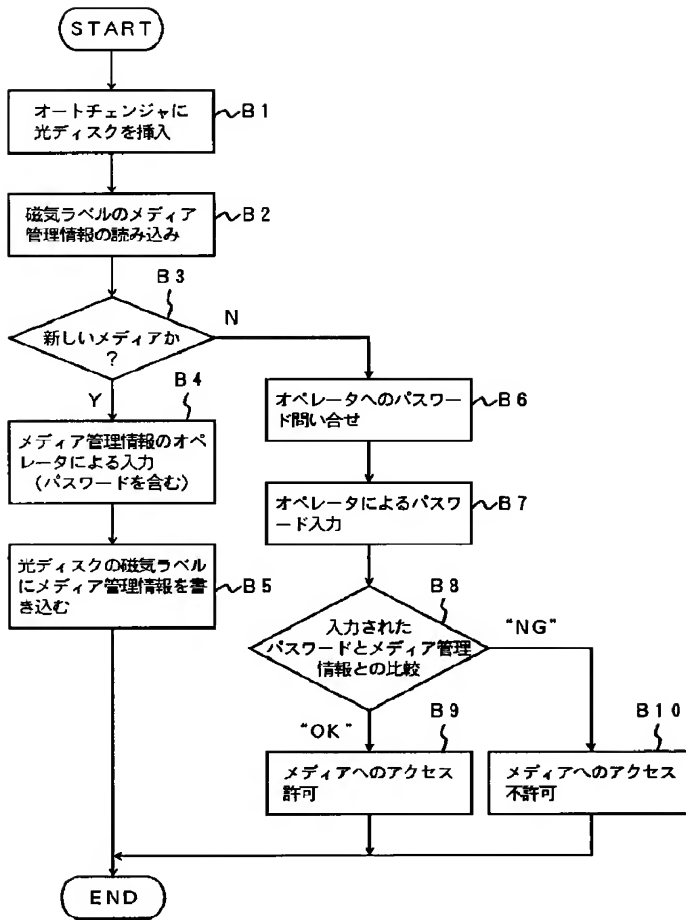 START
オートチェンジャに
光ディスクを挿入
B1
磁気ラベルのメディア
管理情報の読み込み
B2
B3
新しいメディアか
?
N
Y
B4
メディア管理情報のオペ
レータによる入力
(パスワードを含む)
光ディスクの磁気ラベル
にメディア管理情報を書
き込む
B5
オペレータへのパスワー
ド問い合せ
B6
オペレータによるパスワ
ード入力
B7
B8
入力された
パスワードとメディア管理
情報との比較
"NG"
"OK"
B9
メディアへのアクセス
許可
B10
メディアへのアクセス
不許可
END